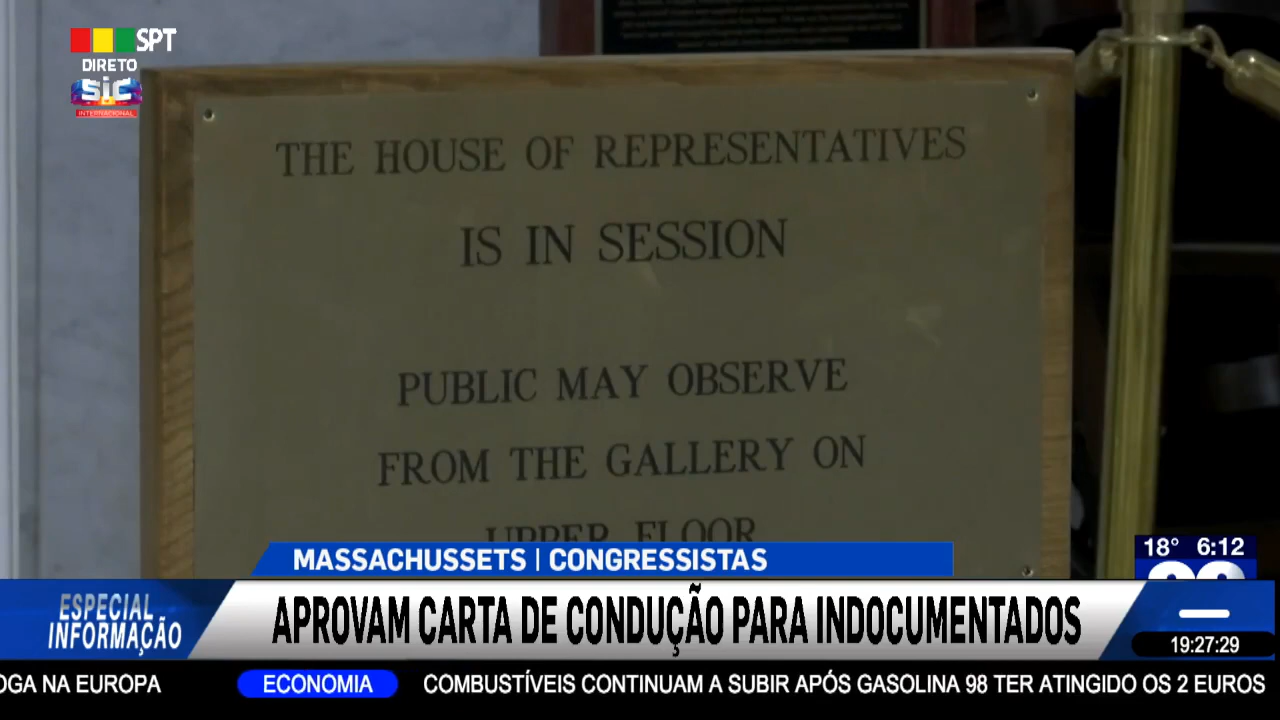 SPT
DIRETO
SIC
INTERNACIONAL
THE HOUSE OF REPRESENTATIVES
IS IN SESSION
PUBLIC MAY OBSERVE
FROM THE GALLERY ON
UPPER FLOOR
MASSACHUSSETS | CONGRESSISTAS
18° 6:12
ESPECIAL
INFORMAÇÃO
APROVAM CARTA DE CONDUÇÃO PARA INDOCUMENTADOS
19:27:29
OGA NA EUROPA ECONOMIA COMBUSTÍVEIS CONTINUAM A SUBIR APÓS GASOLINA 98 TER ATINGIDO OS 2 EUROS